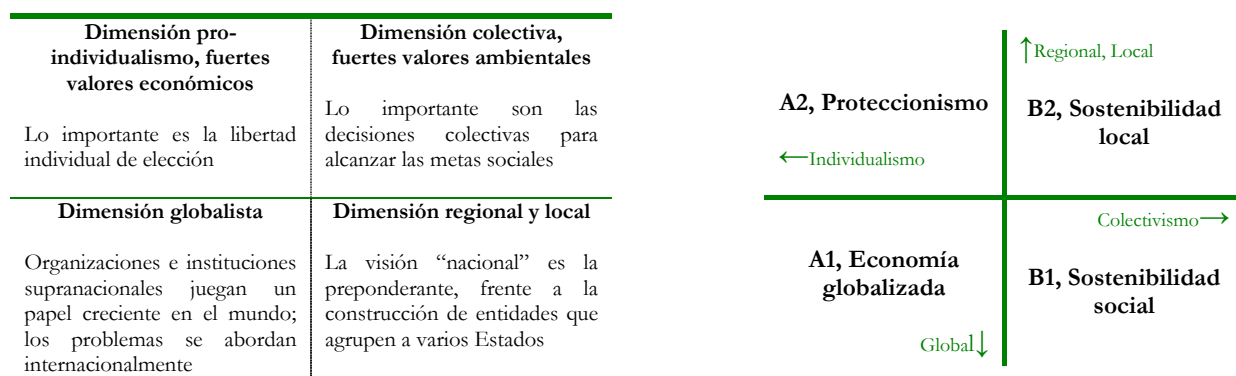 Dimensión pro-
individualismo, fuertes
valores económicos
Lo importante es la libertad
individual de elección
Dimensión colectiva,
fuertes valores ambientales
Lo importante son las
decisiones colectivas para
alcanzar las metas sociales
Dimensión globalista
Organizaciones e instituciones
supranacionales juegan un
papel creciente en el mundo;
los problemas se abordan
internacionalmente
Dimensión regional y local
La visión “nacional” es la
preponderante, frente a la
construcción de entidades que
agrupen a varios Estados
↑Regional, Local
A2, Proteccionismo
←Individualismo
B2, Sostenibilidad
local
Colectivismo→
A1, Economía
globalizada
Global↓
B1, Sostenibilidad
social